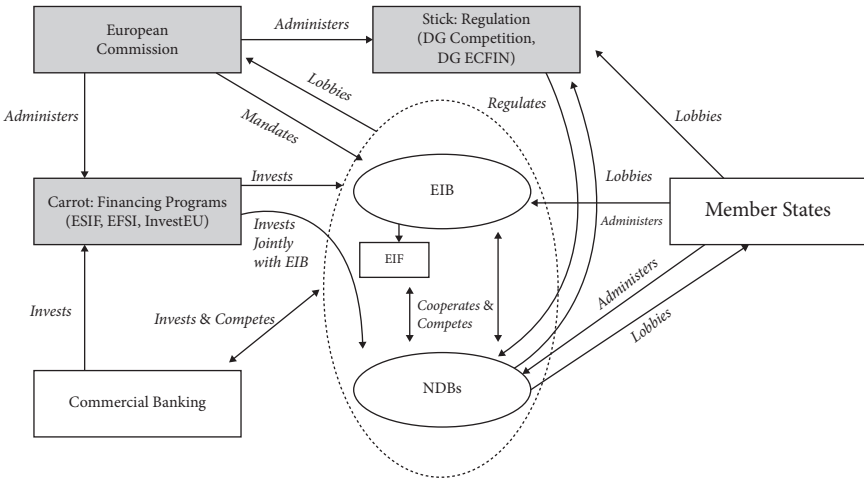 European
Commission
Administers
Stick: Regulation
(DG Competition,
DG ECFIN)
Lobbies
Mandates
Regulates
Lobbies
Administers
Carrot: Financing Programs
(ESIF, EFSI, InvestEU)
Invests
Invests
Jointly
with EIB
EIB
EIF
Lobbies
Administers
Member States
Invests
Invests & Competes
Cooperates &
Competes
Administers
Lobbies
Commercial Banking
NDBs